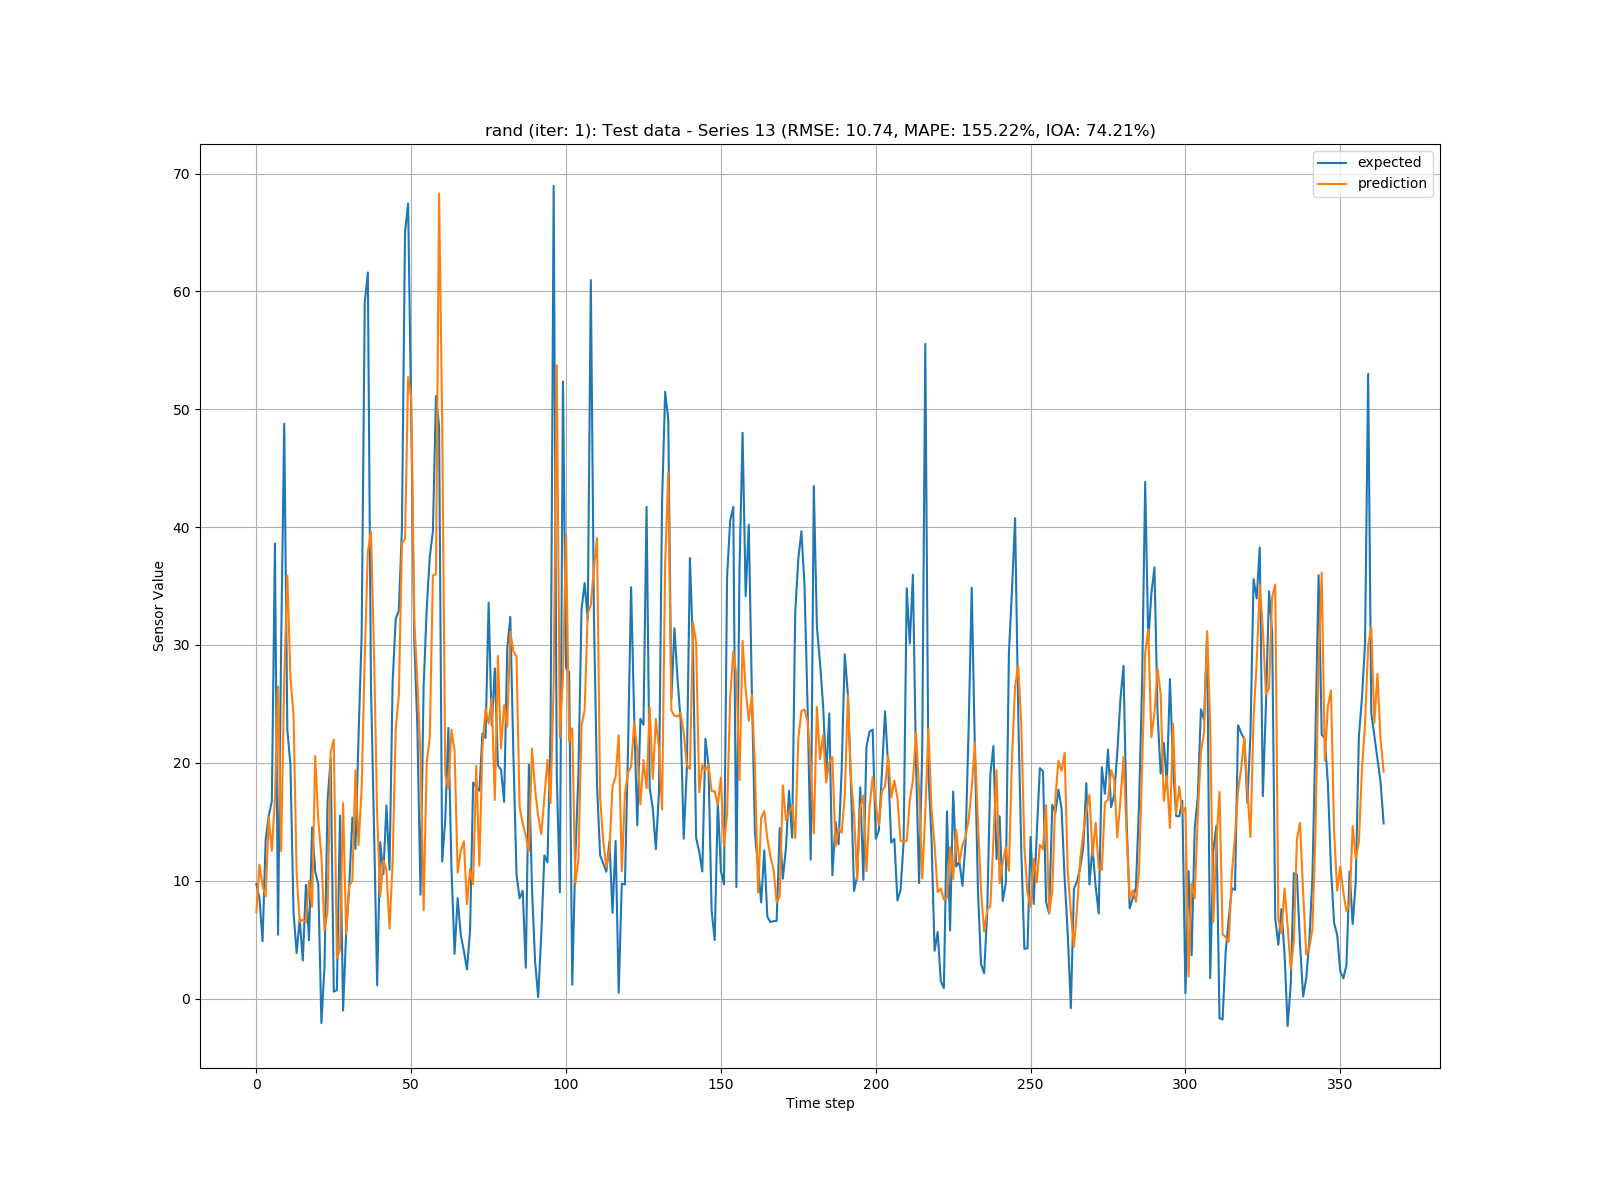 rand (iter: 1): Test data - Series 13 (RMSE: 10.74, MAPE: 155.22%, IOA: 74.21%)
expected
prediction
70
60
50
40
30
20
10
0
Sensor Value
0 50 100 150 200 250 300 350
Time step